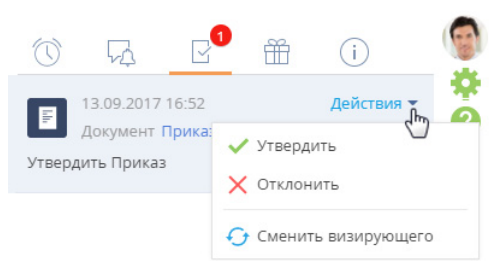 1
13.09.2017 16:52
Действия
Документ Приказ
Утвердить Приказ
Утвердить
Отклонить
Сменить визирующего